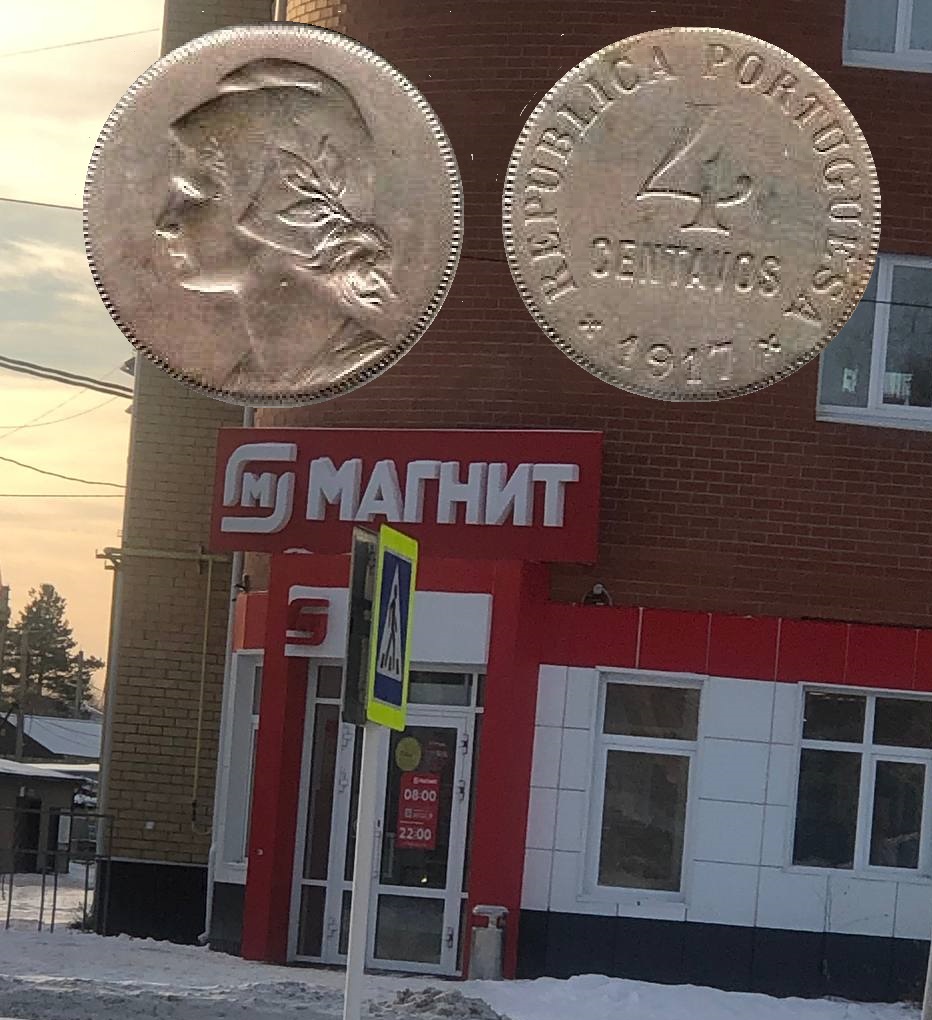 REPUBLICA PORTUGUESA
4
CENTAVOS
* 1917 *
МАГНИТ
08:00
22:00